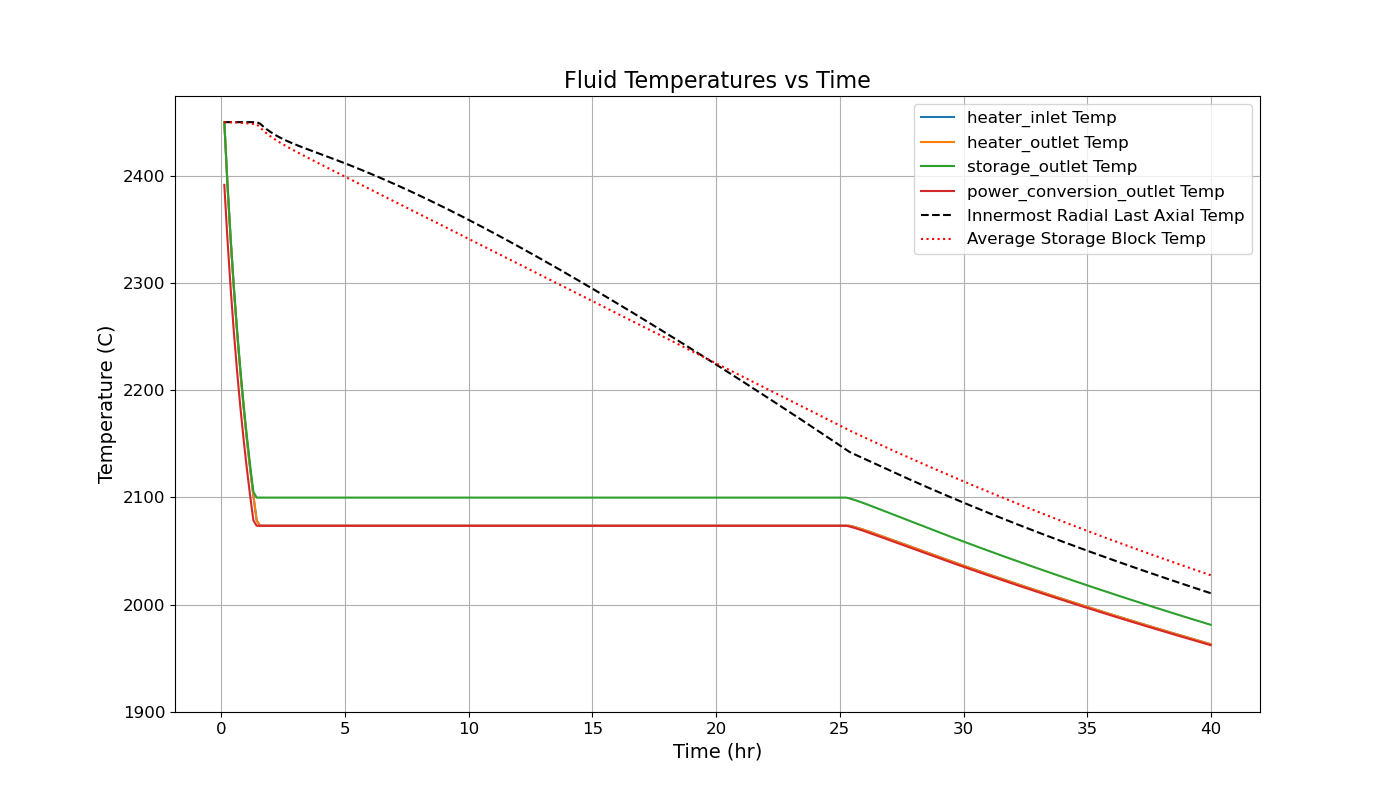 Fluid Temperatures vs Time
heater_inlet Temp
heater_outlet Temp
storage_outlet Temp
power_conversion_outlet Temp
Innermost Radial Last Axial Temp
Average Storage Block Temp
Temperature (C)
2400
2300
2200
2100
2000
1900
0 5 10 15 20 25 30 35 40
Time (hr)